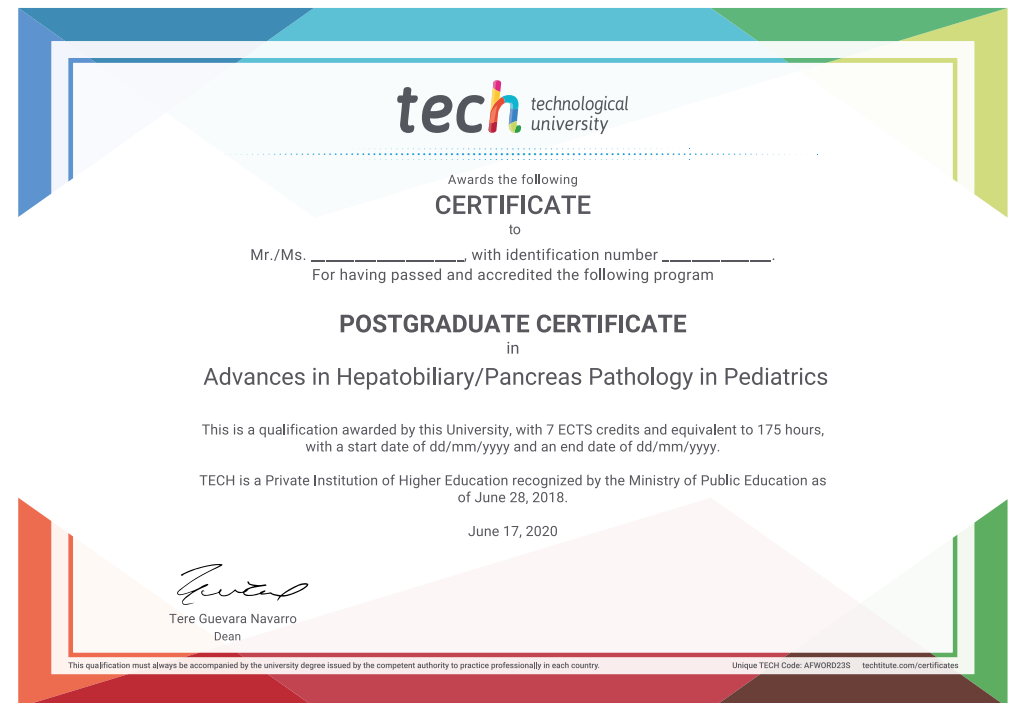 tech technological
university
Awards the following
CERTIFICATE
to
Mr./Ms. __________________, with identification number _____________.
For having passed and accredited the following program
POSTGRADUATE CERTIFICATE
in
Advances in Hepatobiliary/Pancreas Pathology in Pediatrics
This is a qualification awarded by this University, with 7 ECTS credits and equivalent to 175 hours,
with a start date of dd/mm/yyyy and an end date of dd/mm/yyyy.
TECH is a Private Institution of Higher Education recognized by the Ministry of Public Education as
of June 28, 2018.
June 17, 2020
Tere Guevara Navarro
Dean
This qualification must always be accompanied by the university degree issued by the competent authority to practice professionally in each country. Unique TECH Code: AFWORD23S techtitute.com/certificates